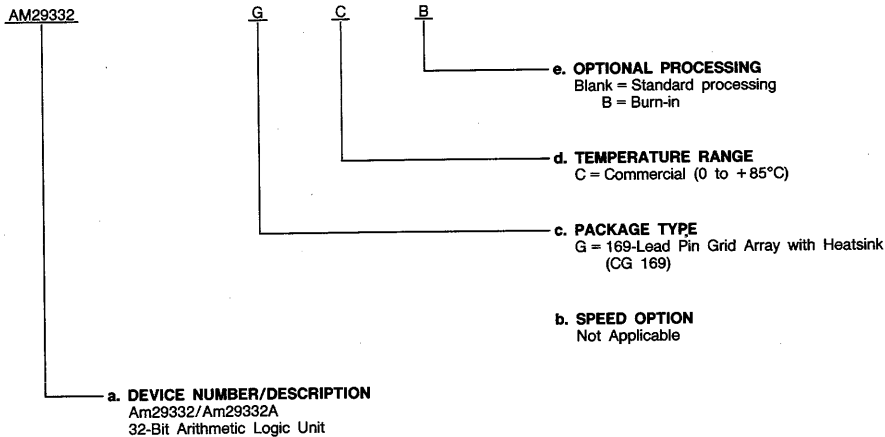 AM29332 G C B
e. OPTIONAL PROCESSING
Blank = Standard processing
B = Burn-in
d. TEMPERATURE RANGE
C = Commercial (0 to +85°C)
c. PACKAGE TYPE
G = 169-Lead Pin Grid Array with Heatsink
(CG 169)
b. SPEED OPTION
Not Applicable
a. DEVICE NUMBER/DESCRIPTION
Am29332/Am29332A
32-Bit Arithmetic Logic Unit